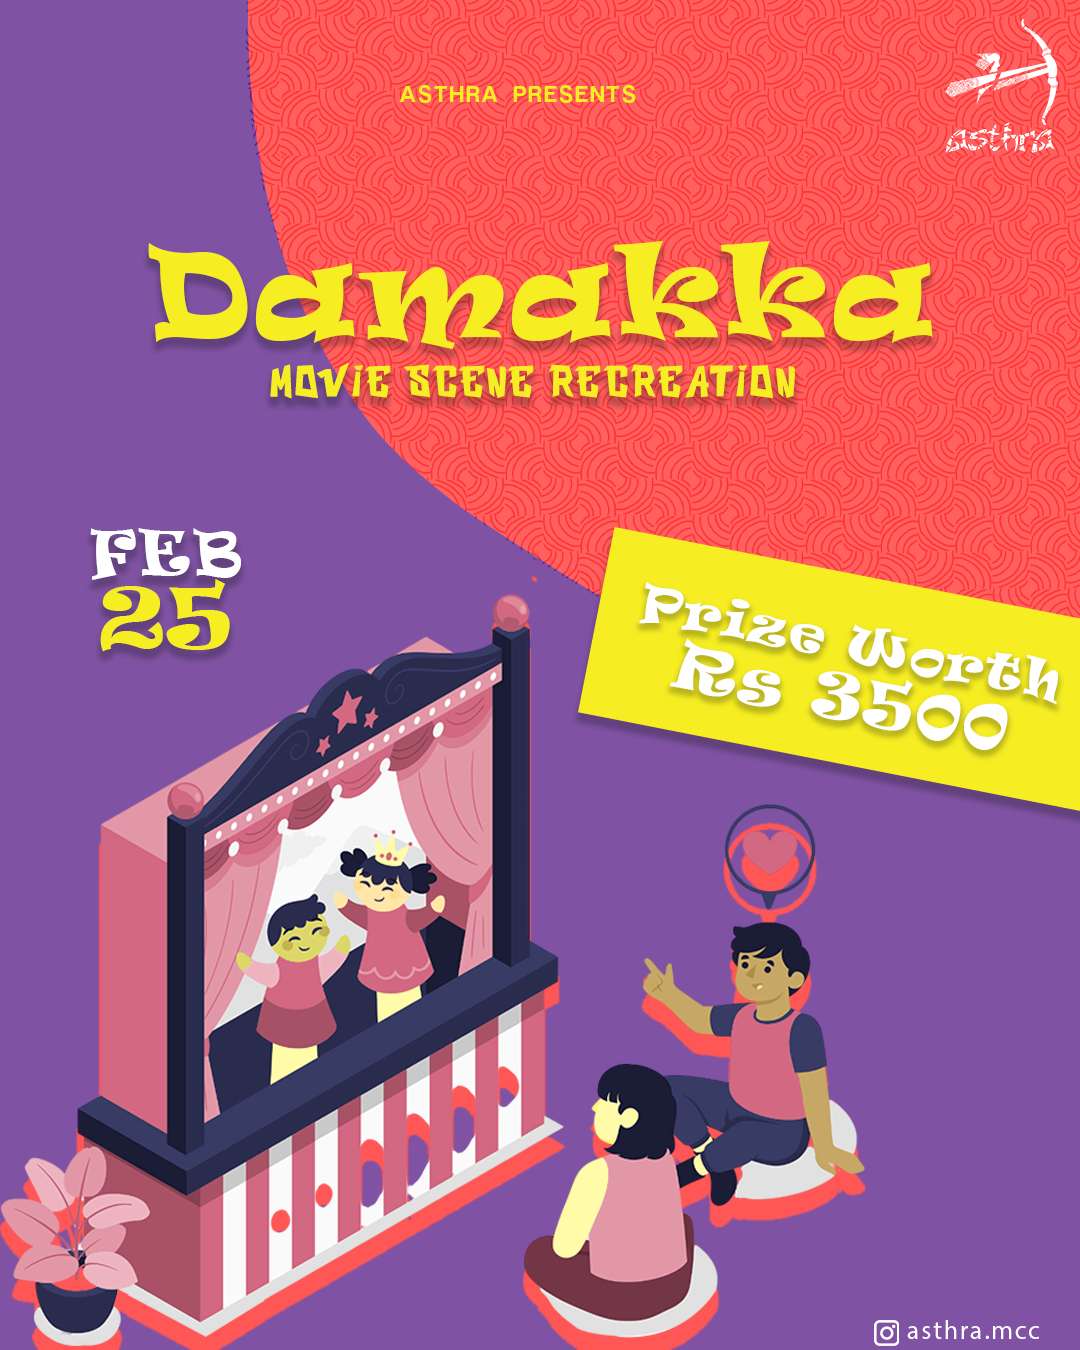 ASTHRA PRESENTS
asthra
Damakka
MOViE SCENE RECREATiON
FEB
25
Prize Worth
Rs 3500
asthra.mcc